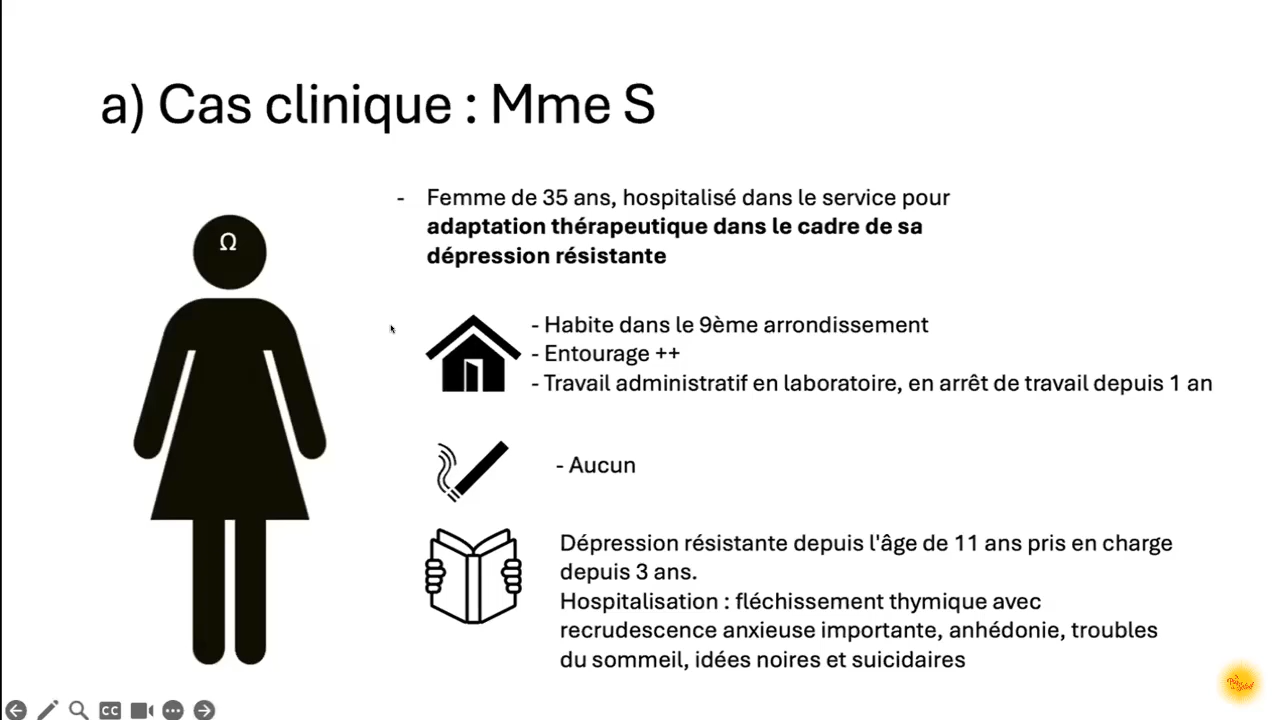 a) Cas clinique : Mme S
Ω
- Femme de 35 ans, hospitalisé dans le service pour
adaptation thérapeutique dans le cadre de sa
dépression résistante
- Habite dans le 9ème arrondissement
- Entourage ++
- Travail administratif en laboratoire, en arrêt de travail depuis 1 an
- Aucun
Dépression résistante depuis l'âge de 11 ans pris en charge
depuis 3 ans.
Hospitalisation : fléchissement thymique avec
recrudescence anxieuse importante, anhédonie, troubles
du sommeil, idées noires et suicidaires
CC